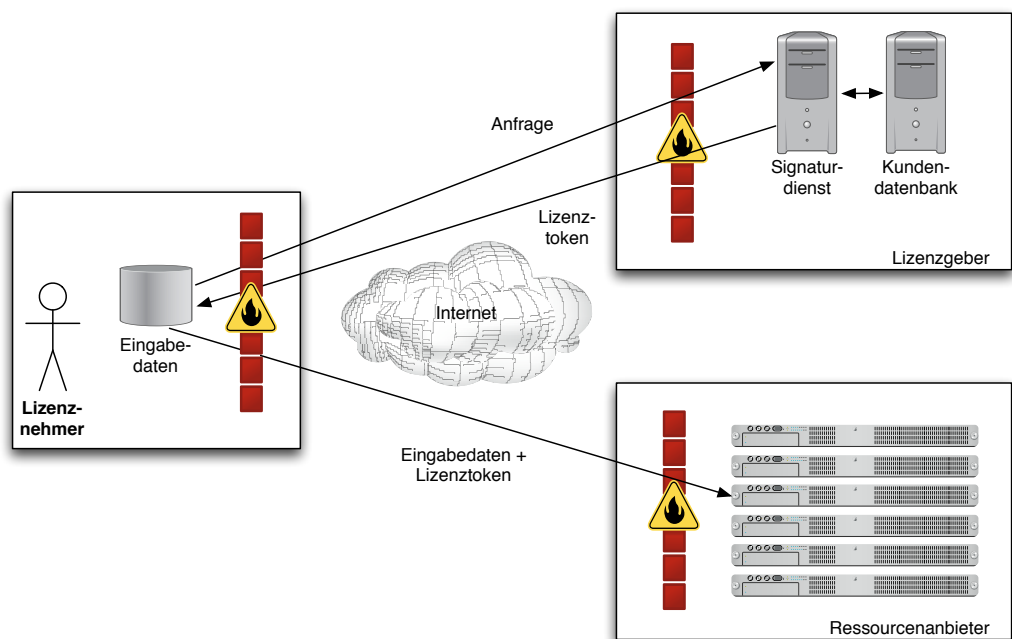 Anfrage
Signatur-
dienst
Kunden-
datenbank
Lizenzgeber
Lizenz-
token
Internet
Eingabe-
daten
Lizenz-
nehmer
Eingabedaten +
Lizenztoken
Ressourcenanbieter